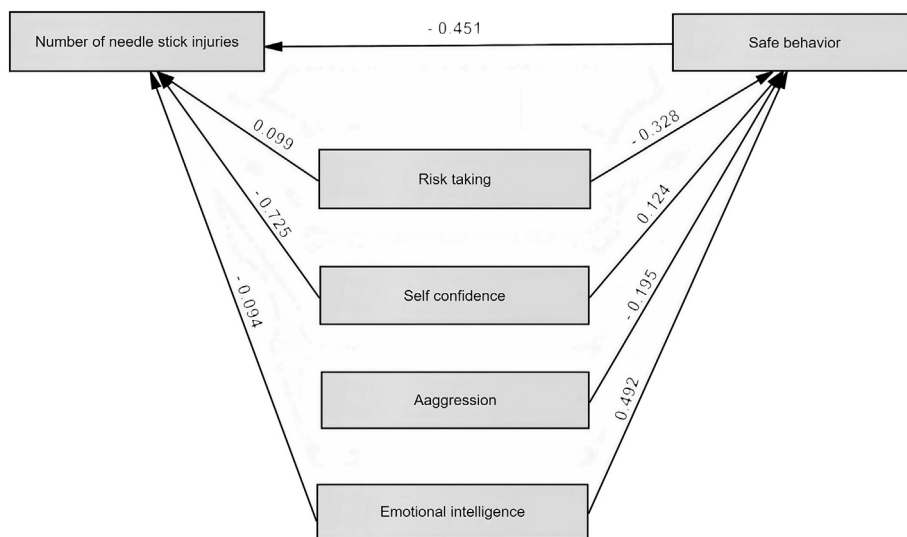 - 0.451
Number of needle stick injuries
Safe behavior
0.099
- 0.328
Risk taking
- 0.725
0.124
Self confidence
- 0.094
- 0.195
Aaggression
0.492
Emotional intelligence